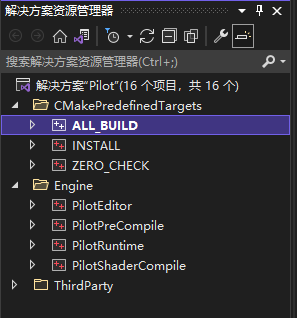 解决方案资源管理器
搜索解决方案资源管理器(Ctrl+;)
解决方案"Pilot"(16 个项目，共 16 个)
CMakePredefinedTargets
ALL_BUILD
INSTALL
ZERO_CHECK
Engine
PilotEditor
PilotPreCompile
PilotRuntime
PilotShaderCompile
ThirdParty